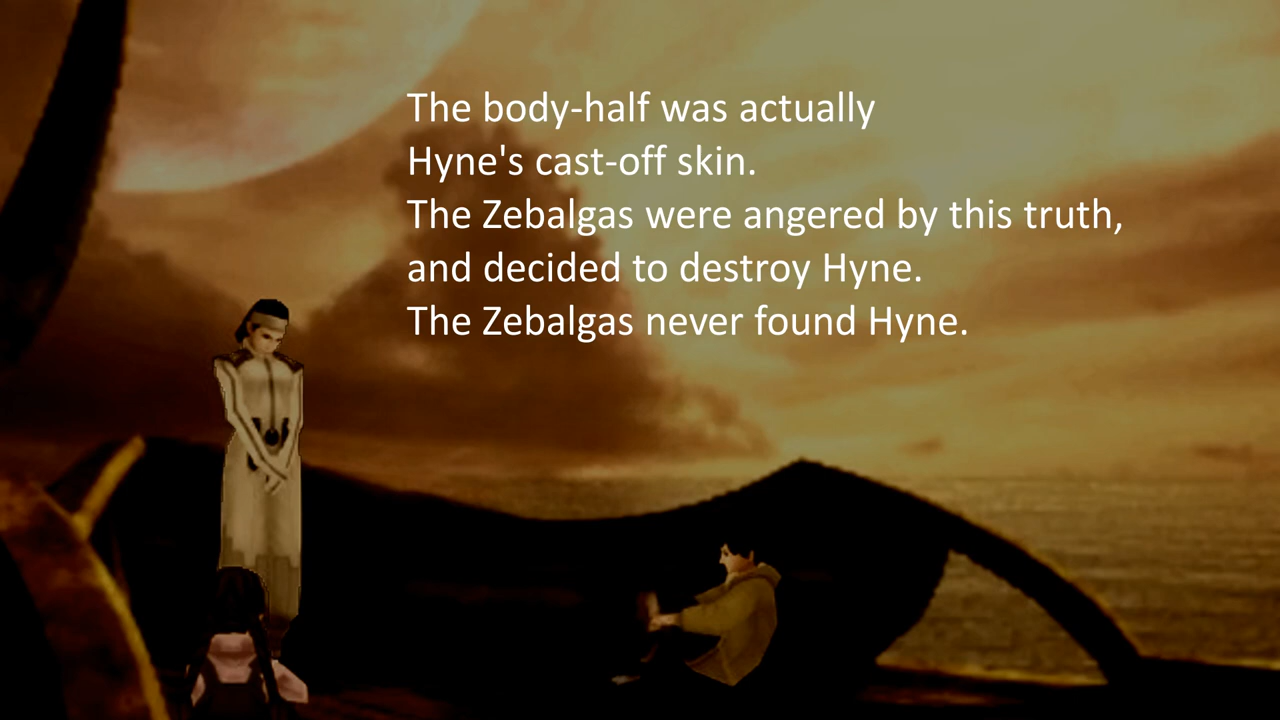 The body-half was actually
Hyne's cast-off skin.
The Zebalgas were angered by this truth,
and decided to destroy Hyne.
The Zebalgas never found Hyne.